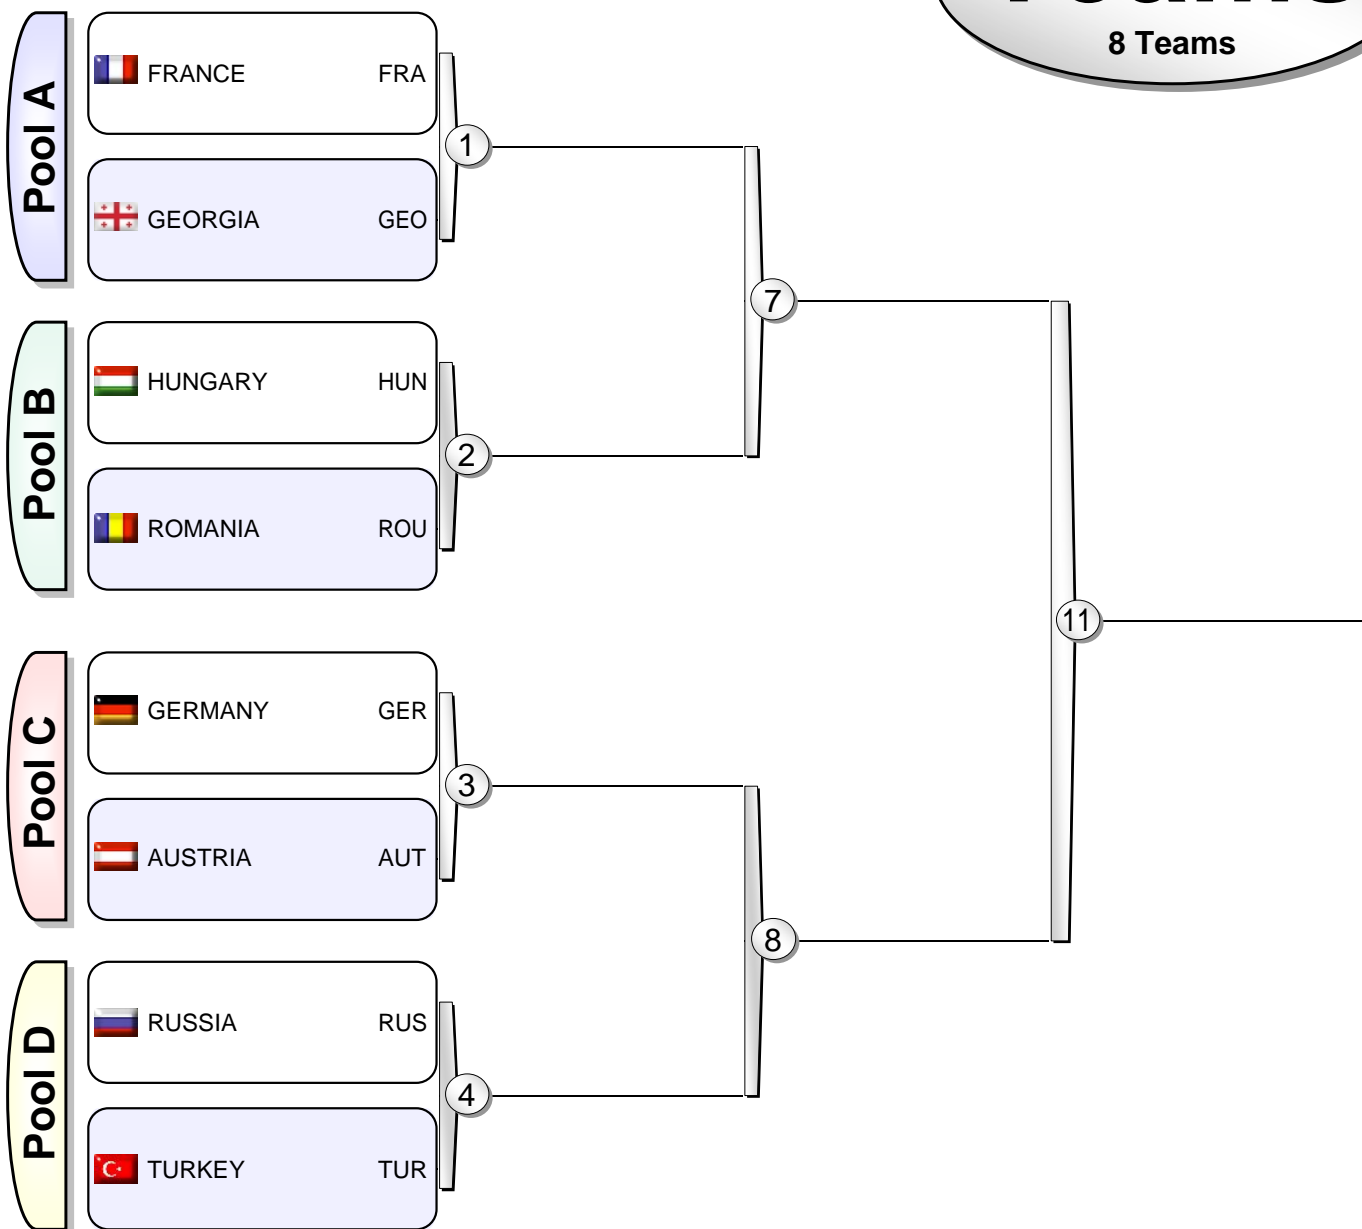 8 Teams
Pool A
FRANCE FRA
1
GEORGIA GEO
7
Pool B
HUNGARY HUN
2
ROMANIA ROU
11
Pool C
GERMANY GER
3
AUSTRIA AUT
8
Pool D
RUSSIA RUS
4
TURKEY TUR